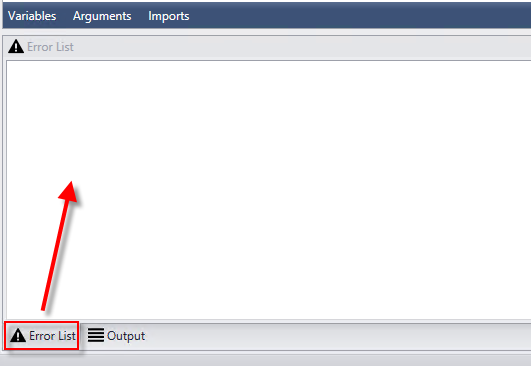 Variables Arguments Imports
Error List
Error List Output